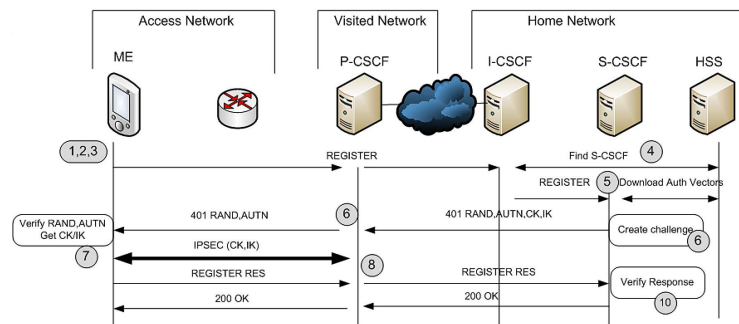 Access Network
Visited Network
Home Network
ME
P-CSCF
I-CSCF
S-CSCF
HSS
1,2,3
REGISTER
Find S-CSCF
4
REGISTER
5
Download Auth Vectors
Verify RAND,AUTN
Get CK/IK
7
401 RAND,AUTN
6
401 RAND,AUTN,CK,IK
Create challenge
6
IPSEC (CK,IK)
8
REGISTER RES
REGISTER RES
Verify Response
10
200 OK
200 OK